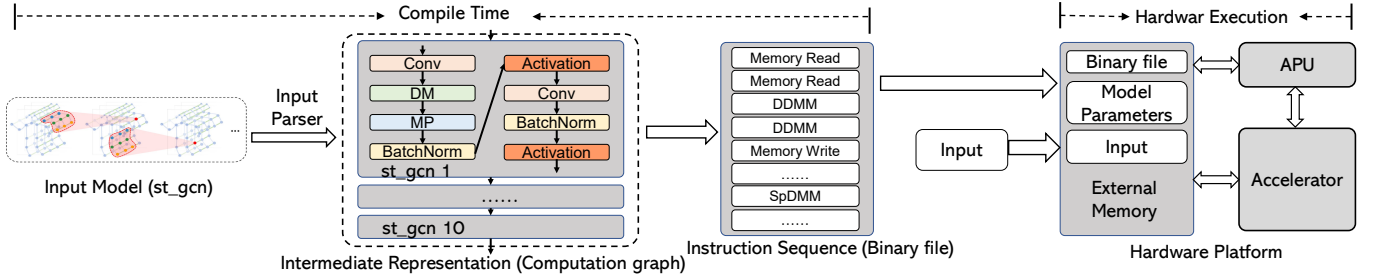 Compile Time
Hardwar Execution
...
Input Model (st_gcn)
Input
Parser
Conv
DM
MP
BatchNorm
Activation
Conv
BatchNorm
Activation
st_gcn 1
......
st_gcn 10
Intermediate Representation (Computation graph)
Memory Read
Memory Read
DDMM
DDMM
Memory Write
......
SpDMM
......
Instruction Sequence (Binary file)
Input
Binary file
Model
Parameters
Input
External
Memory
APU
Accelerator
Hardware Platform